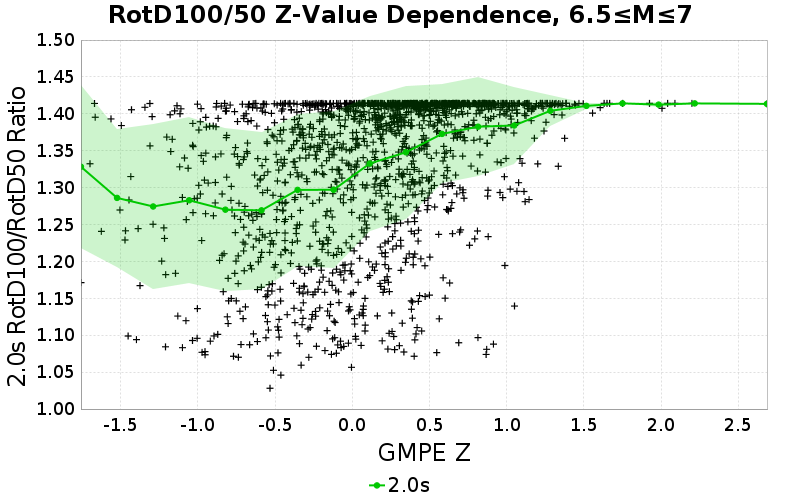 RotD100/50 Z-Value Dependence, 6.5≤M≤7
1.50
1.45
1.40
1.35
1.30
1.25
1.20
1.15
1.10
1.05
1.00
2.0s RotD100/RotD50 Ratio
-1.5 -1.0 -0.5 0.0 0.5 1.0 1.5 2.0 2.5
GMPE Z
2.0s